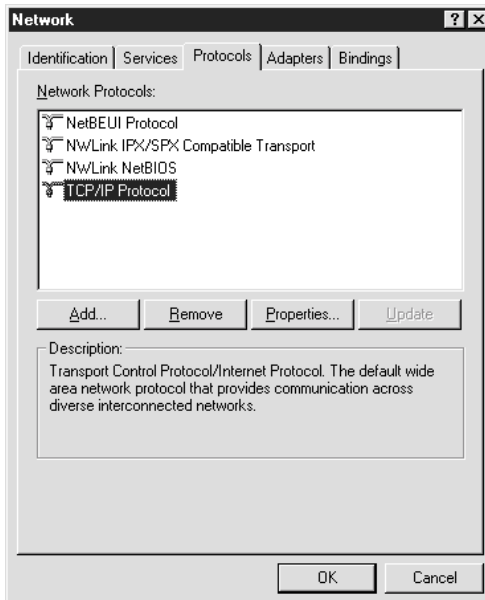 Network
?
Identification Services Protocols Adapters Bindings
Network Protocols:
NetBEUI Protocol
NWLink IPX/SPX Compatible Transport
NWLink NetBIOS
TCP/IP Protocol
Add... Remove Properties... Update
Description:
Transport Control Protocol/Internet Protocol. The default wide
area network protocol that provides communication across
diverse interconnected networks.
OK Cancel